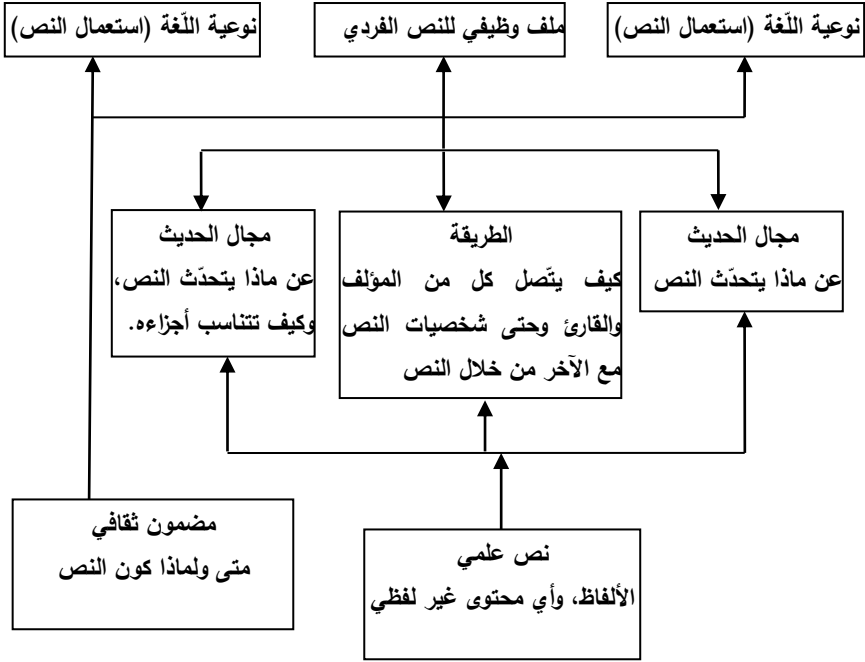 نوعية اللّغة (استعمال النص)
ملف وظيفي للنص الفردي
نوعية اللّغة (استعمال النص)
مجال الحديث
عن ماذا يتحدّث النص
الطريقة
كيف يتّصل كل من المؤلف
والقارئ وحتى شخصيات النص
مع الآخر من خلال النص
مجال الحديث
عن ماذا يتحدّث النص،
وكيف تتناسب أجزاءه.
نص علمي
الألفاظ، وأي محتوى غير لفظي
مضمون ثقافي
متى ولماذا كون النص